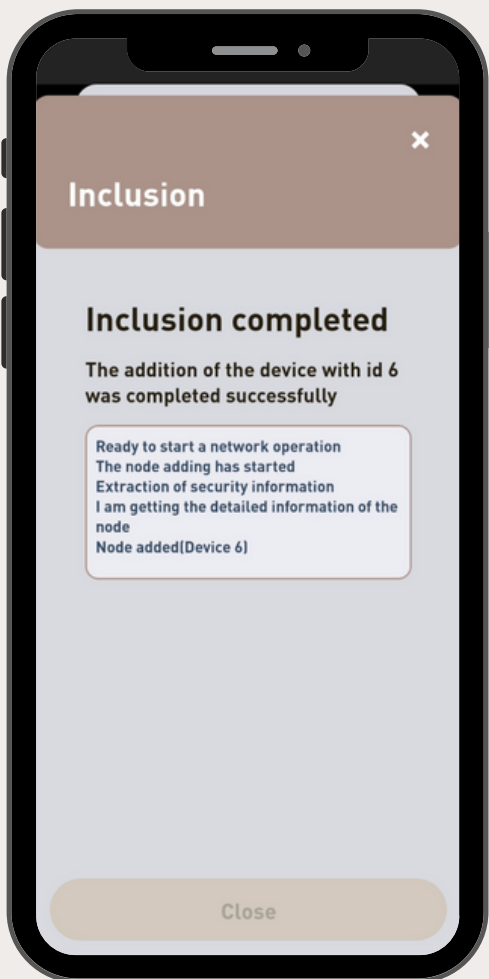 Inclusion
Inclusion completed
The addition of the device with id 6
was completed successfully
Ready to start a network operation
The node adding has started
Extraction of security information
I am getting the detailed information of the
node
Node added(Device 6)
Close